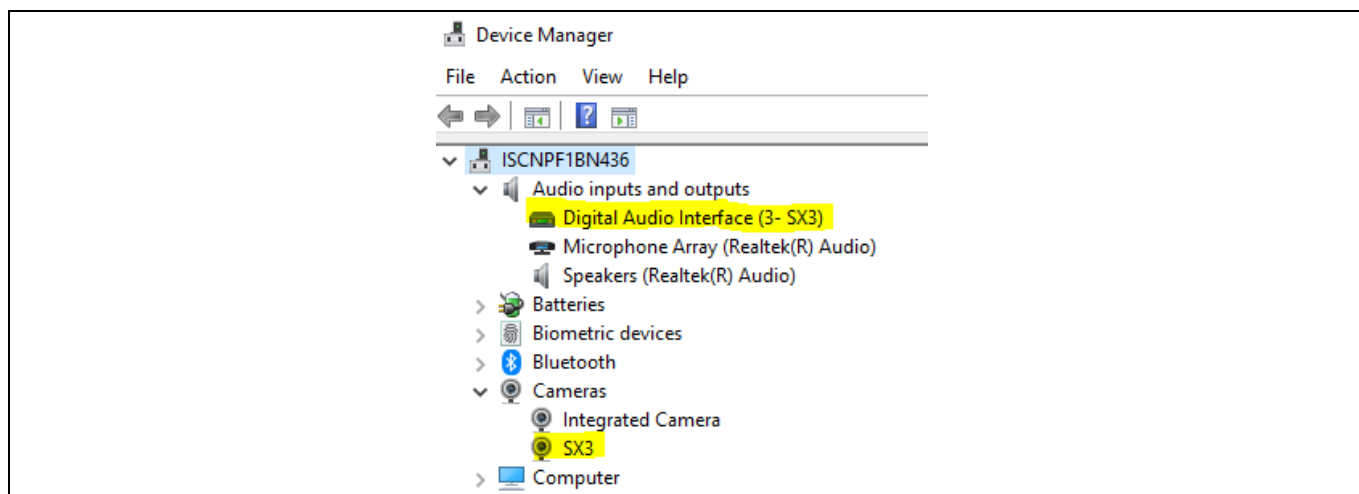 Device Manager
File Action View Help
ISCNPF1BN436
Audio inputs and outputs
Digital Audio Interface (3- SX3)
Microphone Array (Realtek(R) Audio)
Speakers (Realtek(R) Audio)
Batteries
Biometric devices
Bluetooth
Cameras
Integrated Camera
SX3
Computer